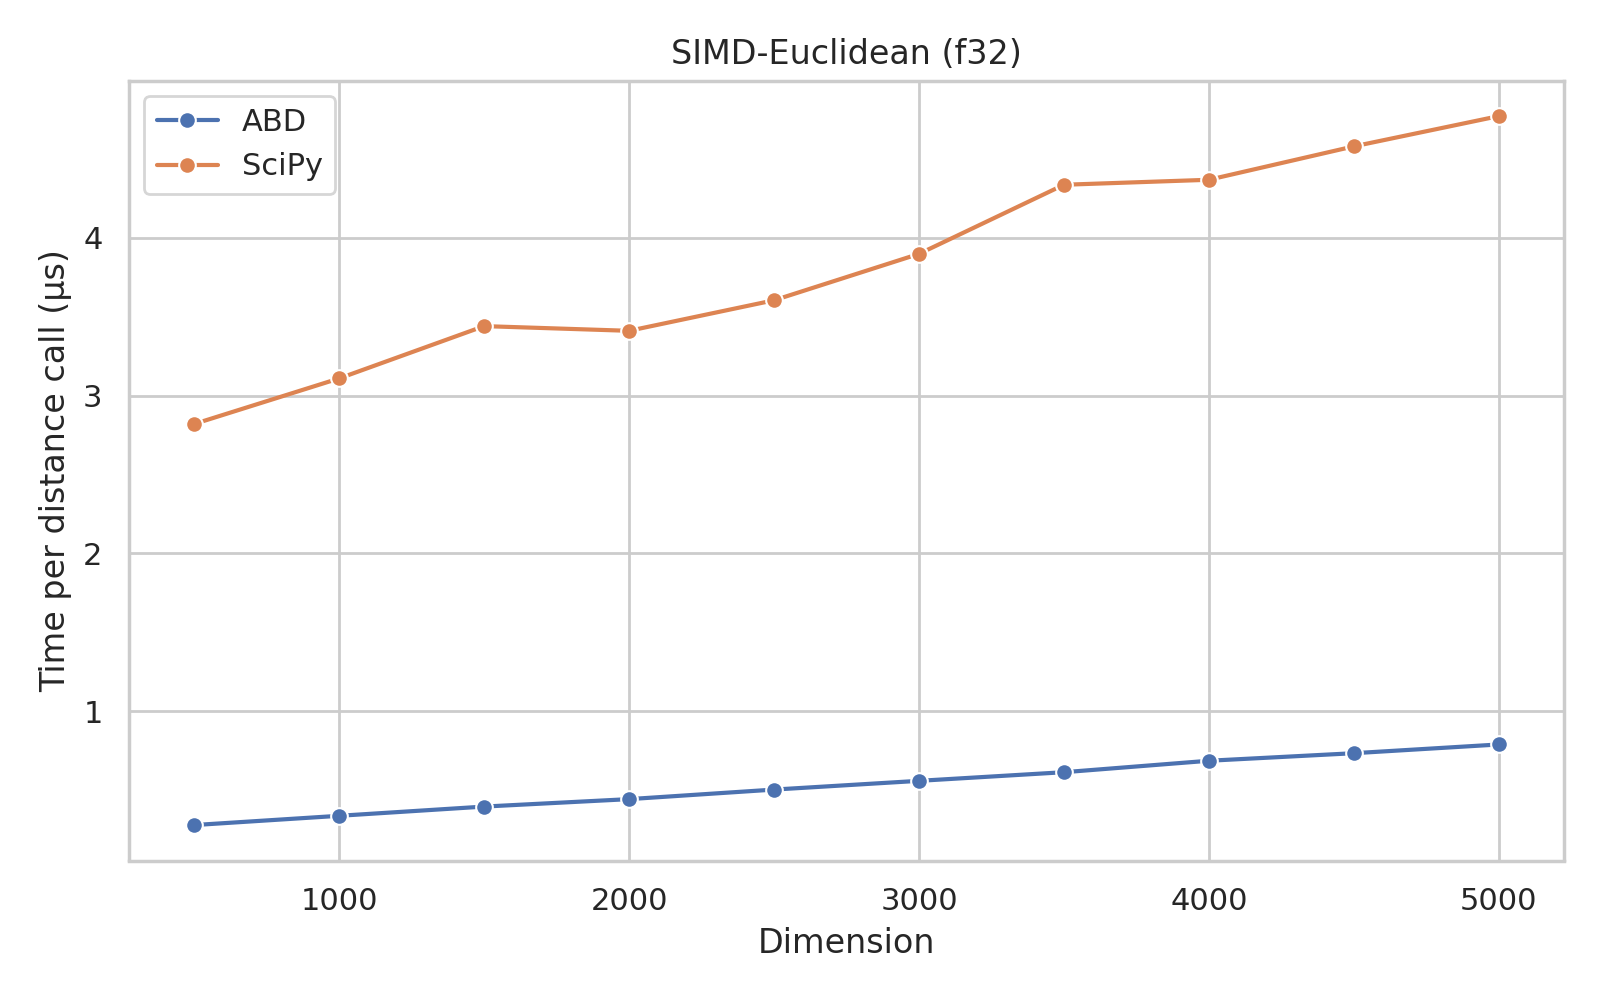 SIMD-Euclidean (f32)
ABD
SciPy
Time per distance call (µs)
4
3
2
1
1000 2000 3000 4000 5000
Dimension